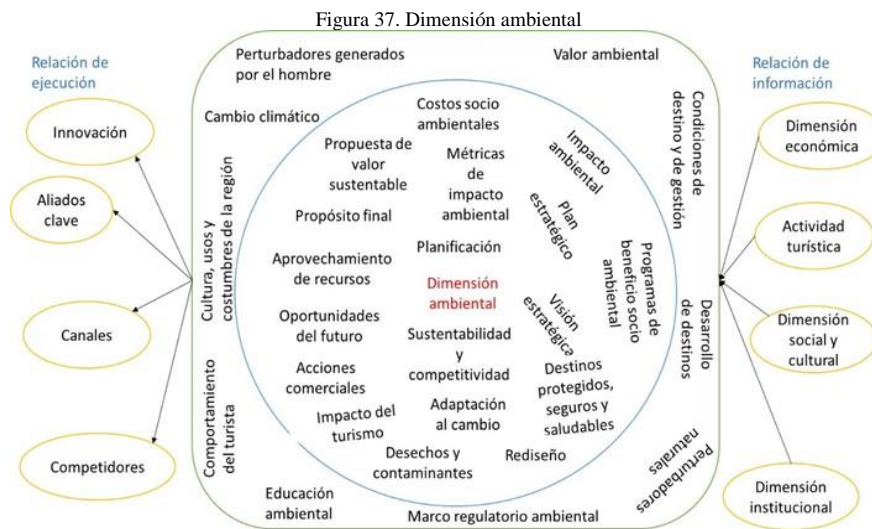 Figura 37. Dimensión ambiental
Relación de
ejecución
Innovación
Aliados
clave
Canales
Competidores
Perturbadores generados
por el hombre
Valor ambiental
Cambio climático
Cultura, usos y
costumbres de la región
Comportamiento
del turista
Educación
ambiental
Marco regulatorio ambiental
Condiciones de
destino y de gestión
Desarrollo
de destinos
Perturbadores
naturales
Costos socio
ambientales
Propuesta de
valor
sustentable
Métricas
de
impacto
ambiental
Impacto
ambiental
Plan
estratégico
Propósito final
Planificación
Aprovechamiento
de recursos
Dimensión
ambiental
Visión
estratégica
Programas de
beneficio socio
ambiental
Oportunidades
del futuro
Sustentabilidad
y
competitividad
Acciones
comerciales
Destinos
protegidos,
seguros y
saludables
Impacto del
turismo
Adaptación
al cambio
Desechos y
contaminantes
Rediseño
Relación de
información
Dimensión
económica
Actividad
turística
Dimensión
social y
cultural
Dimensión
institucional